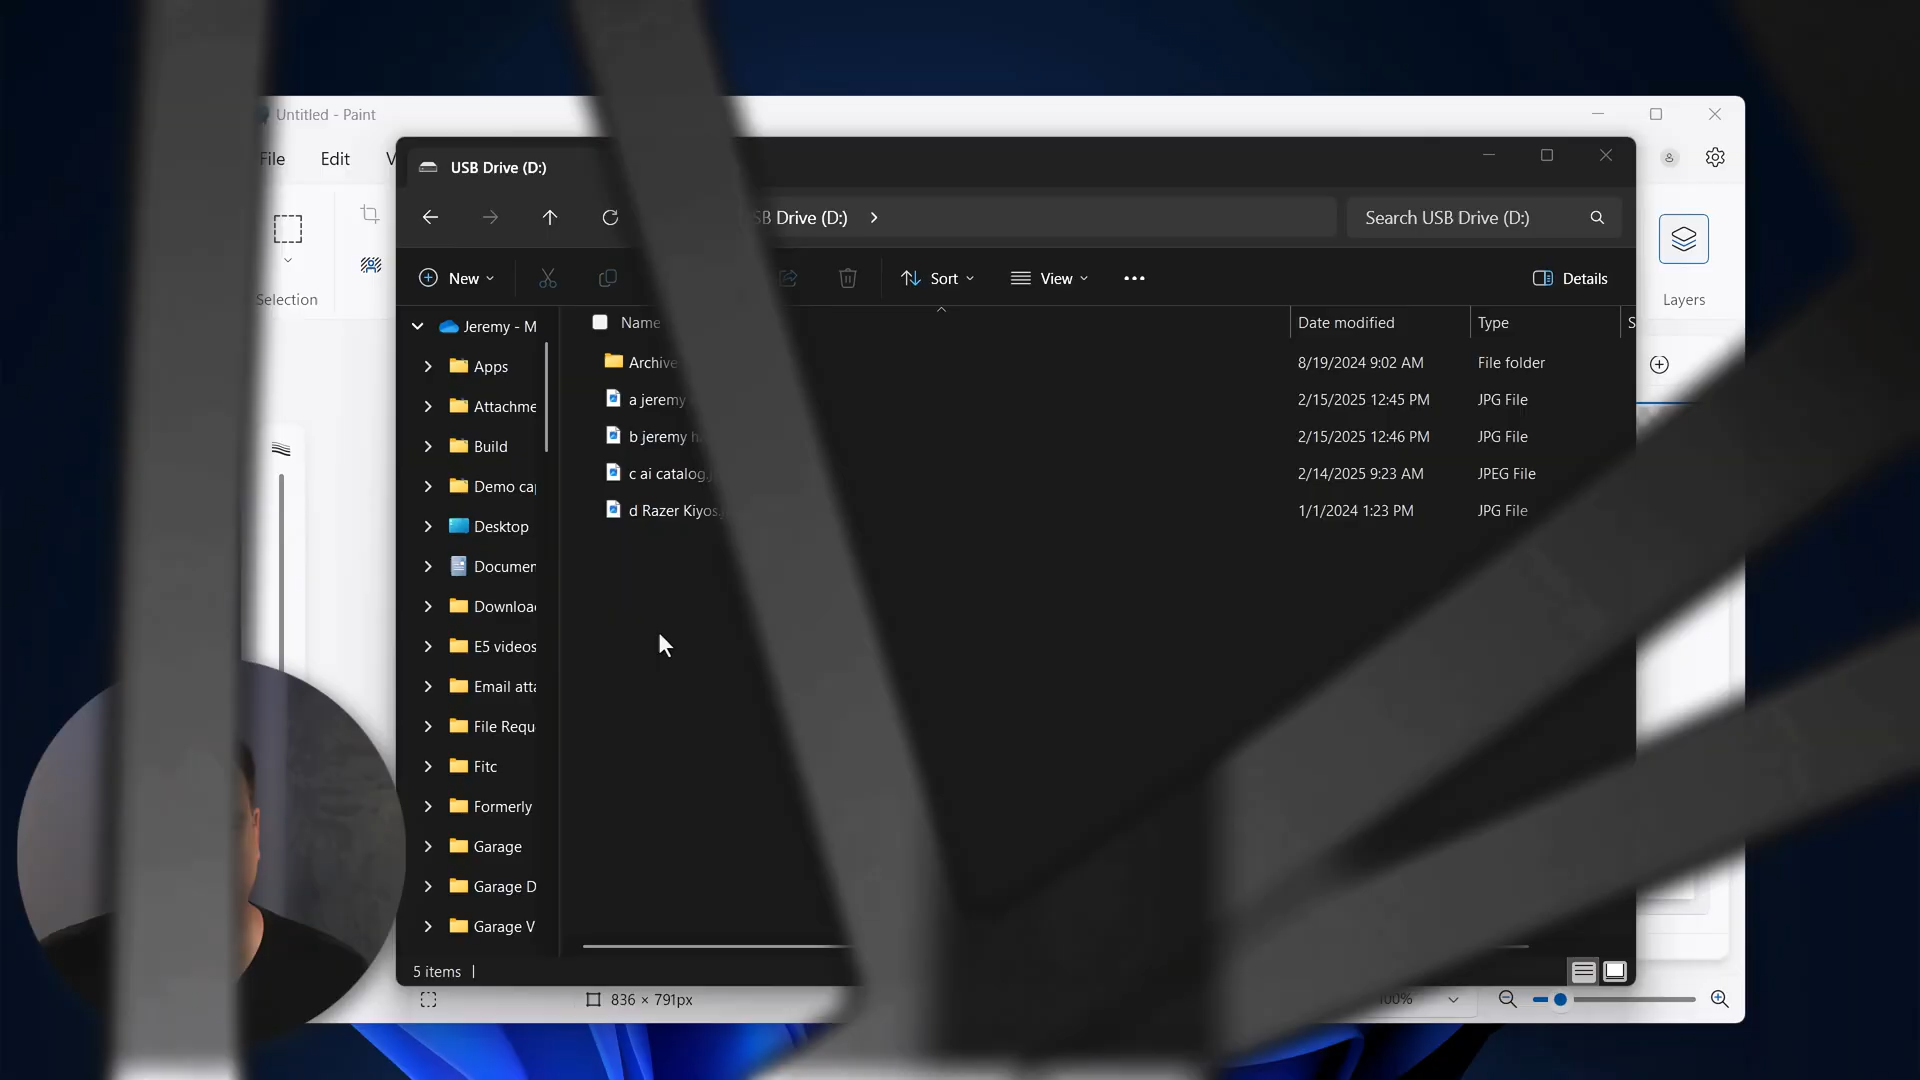 Untitled - Paint
File Edit
USB Drive (D:)
Drive (D:)
Search USB Drive (D:)
New
Sort
View
Details
Selection
Layers
Jeremy - M
Name
Date modified
Type
Archive
8/19/2024 9:02 AM
File folder
Apps
a jeremy
2/15/2025 12:45 PM
JPG File
Attachme
b jeremy
2/15/2025 12:46 PM
JPG File
Build
c ai catalog
2/14/2025 9:23 AM
JPEG File
Demo ca
d Razer Kiyos
1/1/2024 1:23 PM
JPG File
Desktop
Documen
Downloa
E5 videos
Email atta
File Requ
Fitc
Formerly
Garage
Garage D
Garage V
5 items
836 × 791px
100%